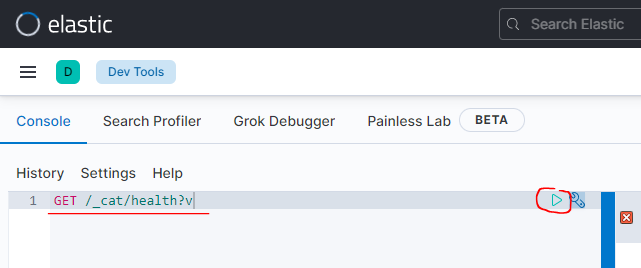 elastic
Search Elastic
D
Dev Tools
Console Search Profiler Grok Debugger Painless Lab BETA
History Settings Help
1 GET /_cat/health?v